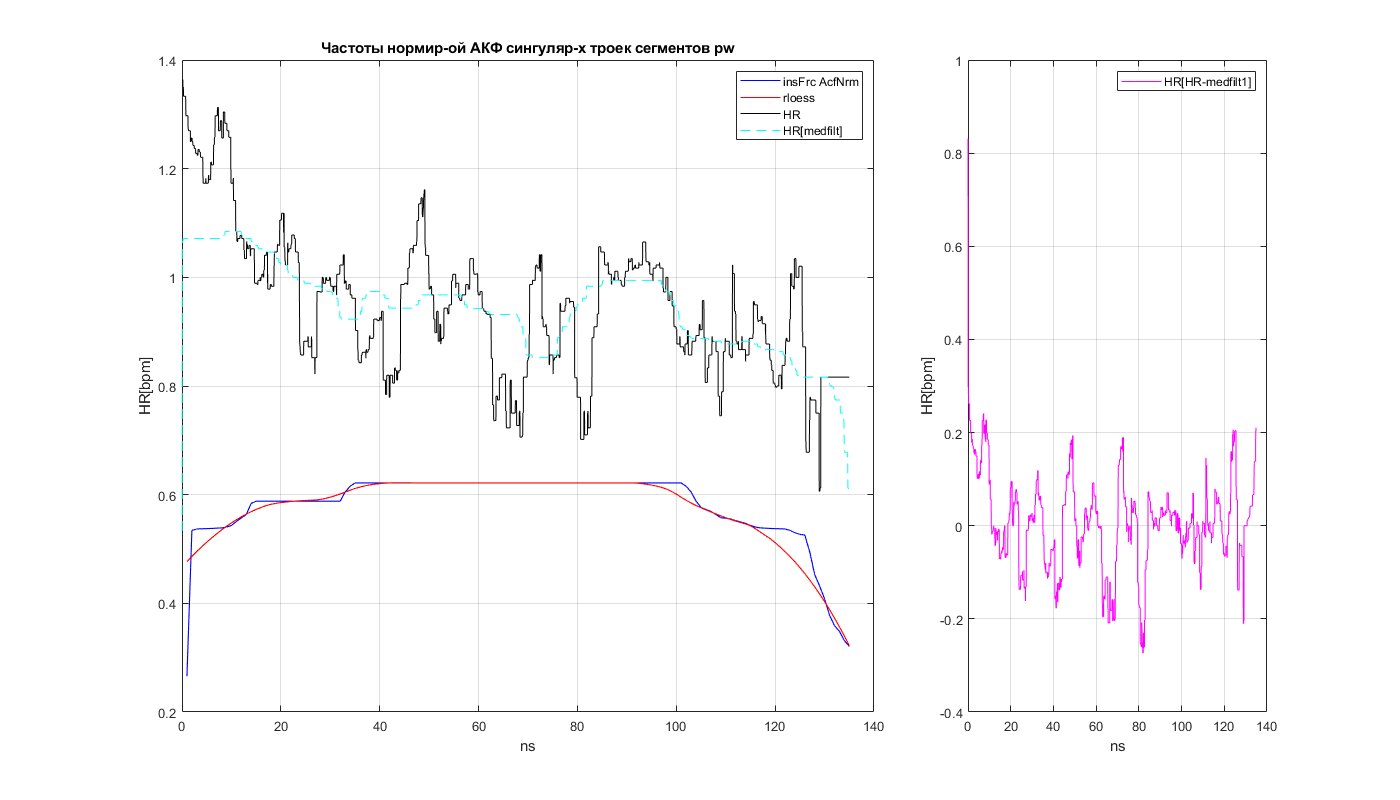 Частоты нормир-ой АКФ сингуляр-х троек сегментов pw
1.4
1.2
1
0.8
0.6
0.4
0.2
HR[bpm]
0 20 40 60 80 100 120 140
ns
insFrc AcfNrm
rloess
HR
HR[medfilt]
1
0.8
0.6
0.4
0.2
0
-0.2
-0.4
HR[bpm]
0 20 40 60 80 100 120 140
ns
HR[HR-medfilt1]